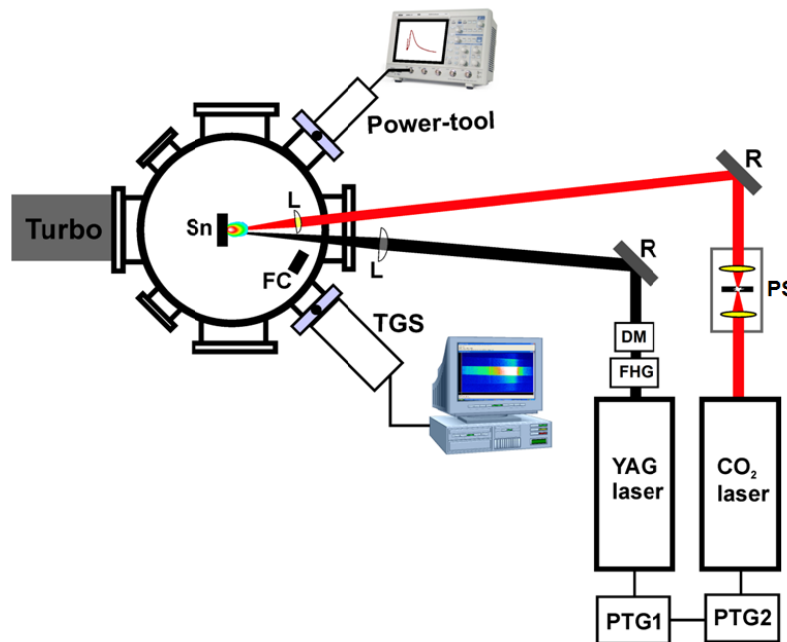 Power-tool
R
L
Sn
Turbo
L
R
FC
PS
TGS
DM
FHG
YAG
laser
CO₂
laser
PTG1
PTG2